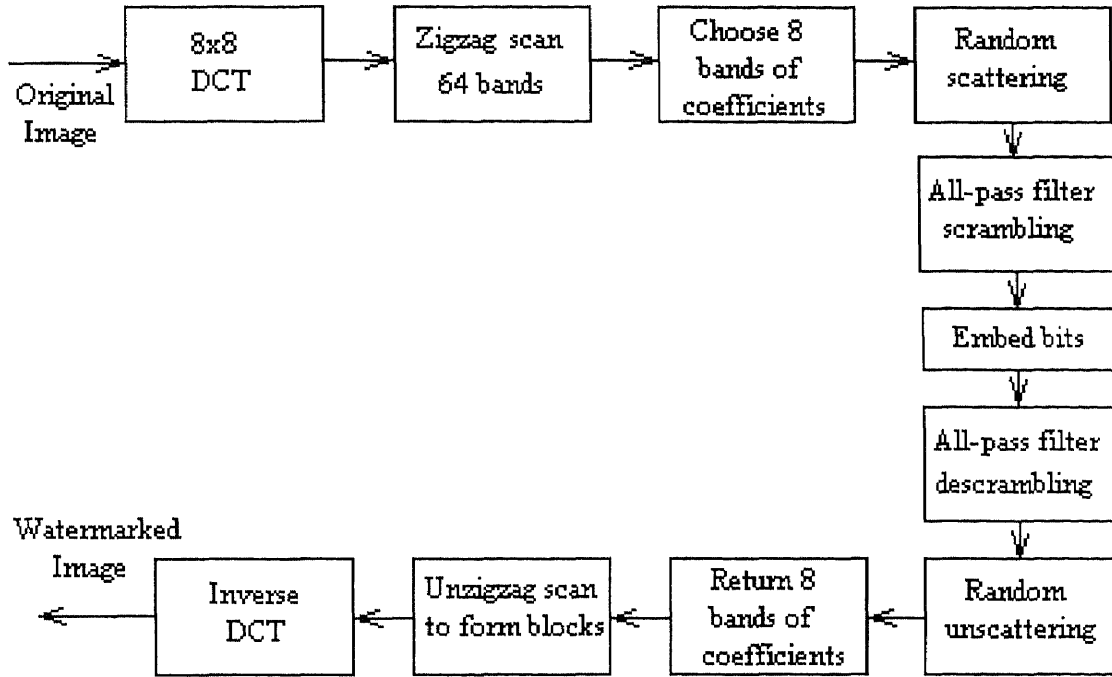 Original
Image
8x8
DCT
Zigzag scan
64 bands
Choose 8
bands of
coefficients
Random
scattering
All-pass filter
scrambling
Embed bits
All-pass filter
descrambling
Random
unscattering
Return 8
bands of
coefficients
Unzigzag scan
to form blocks
Inverse
DCT
Watermarked
Image